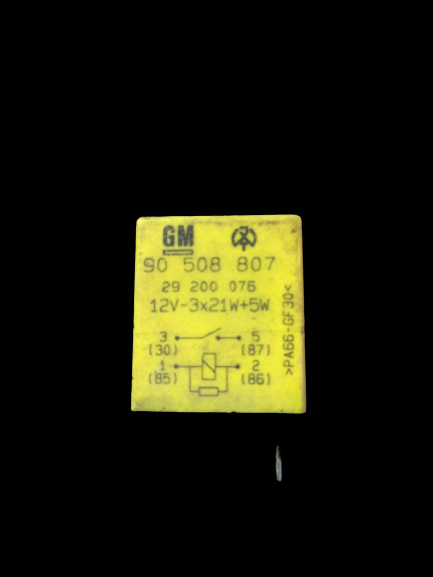 GM
90 508 807
29 200 076
12V-3x21W+5W
3 5
(30) (87)
1 2
(85) (86)
>PA66-GF30<